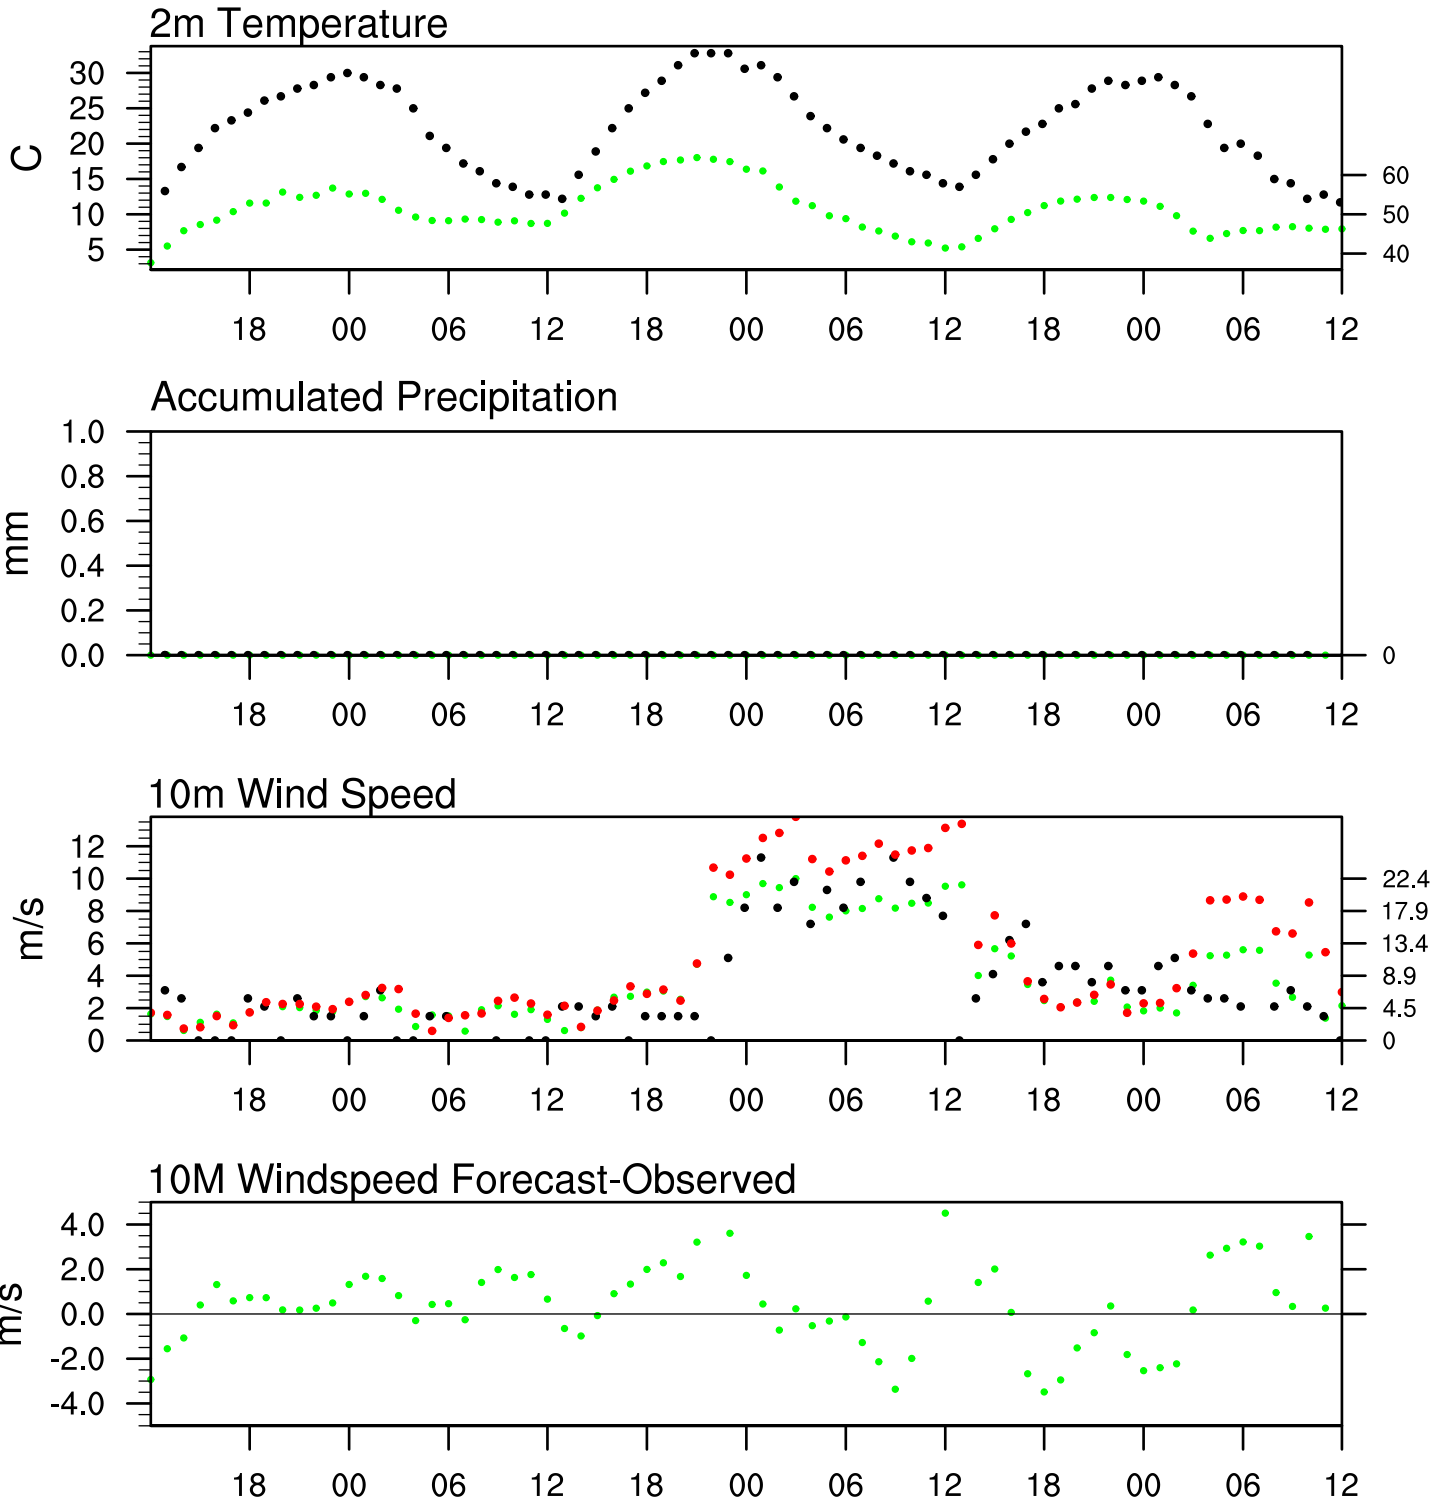 2m Temperature
C
30
25
20
15
10
5
60
50
40
18 00 06 12 18 00 06 12 18 00 06 12
Accumulated Precipitation
mm
1.0
0.8
0.6
0.4
0.2
0.0
0
18 00 06 12 18 00 06 12 18 00 06 12
10m Wind Speed
m/s
12
10
8
6
4
2
0
22.4
17.9
13.4
8.9
4.5
0
18 00 06 12 18 00 06 12 18 00 06 12
10M Windspeed Forecast-Observed
m/s
4.0
2.0
0.0
-2.0
-4.0
18 00 06 12 18 00 06 12 18 00 06 12